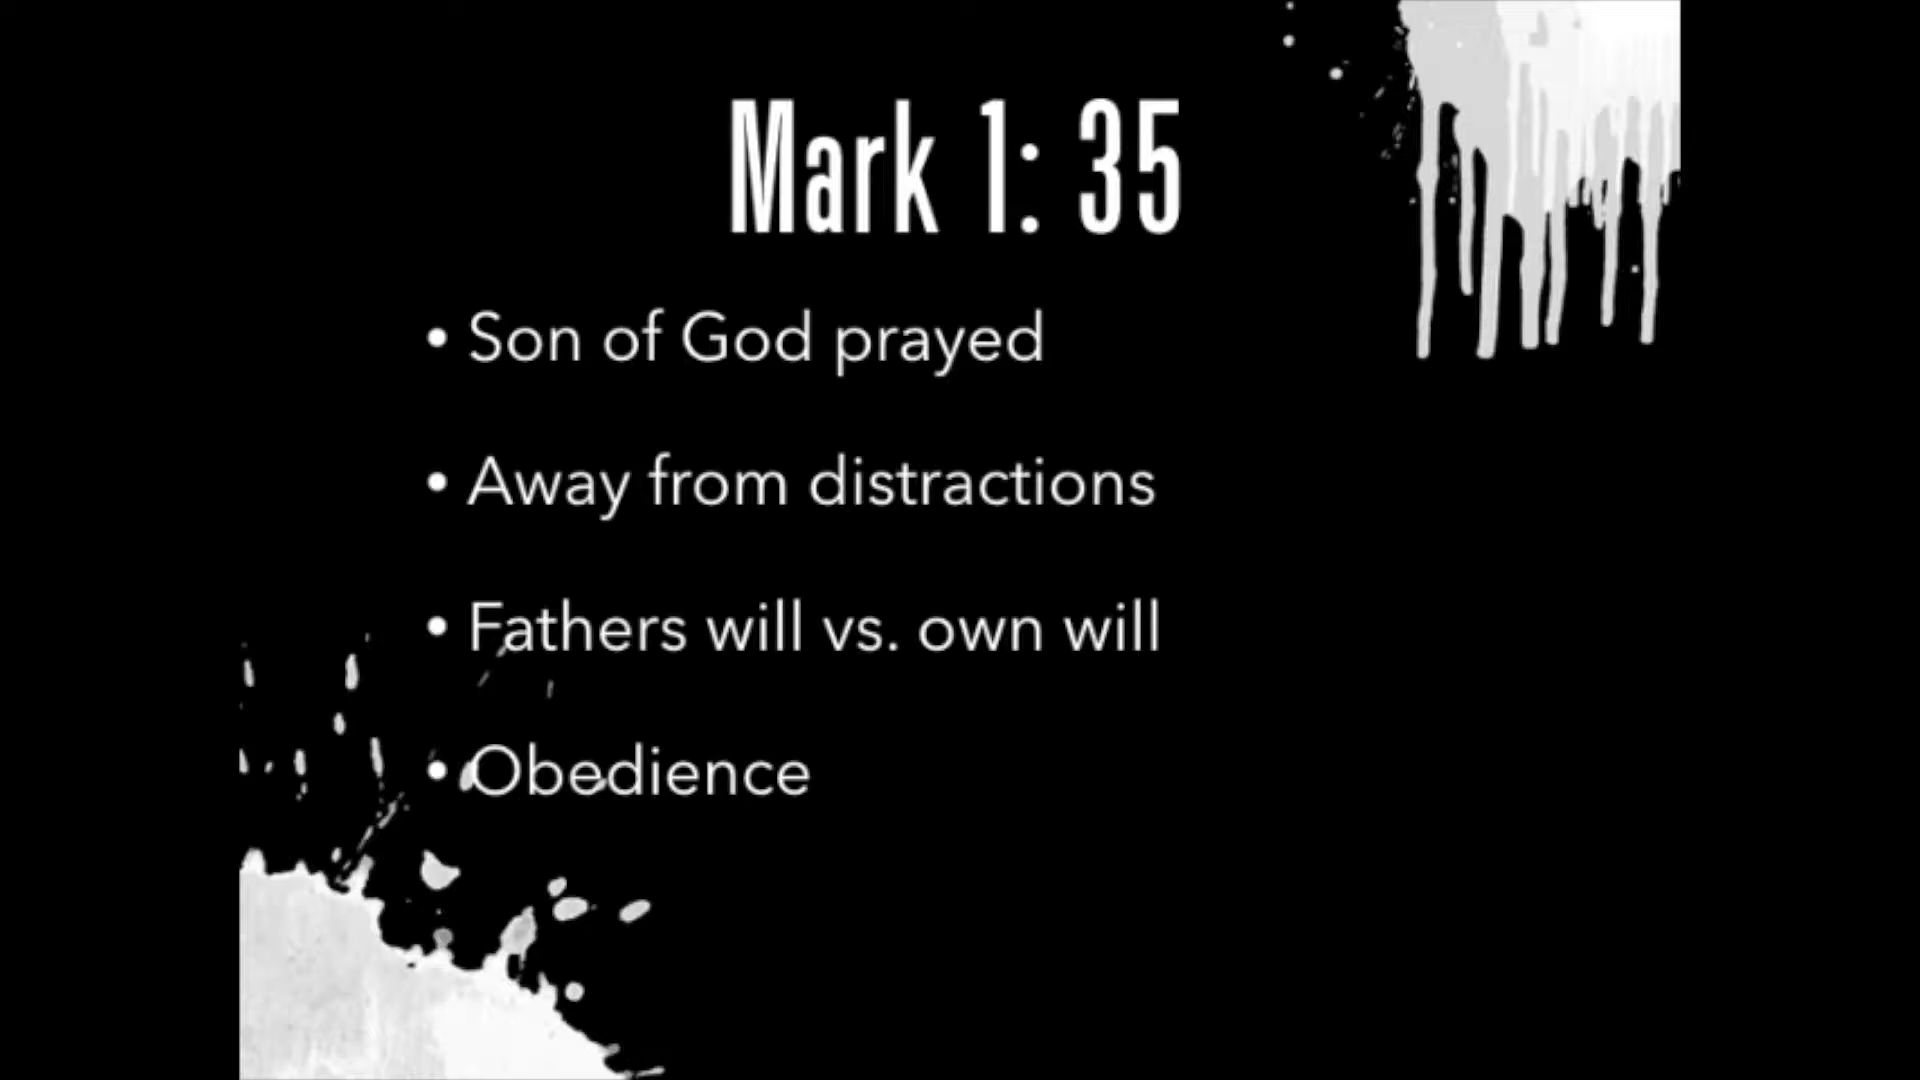 Mark 1: 35
• Son of God prayed
• Away from distractions
• Fathers will vs. own will
• Obedience